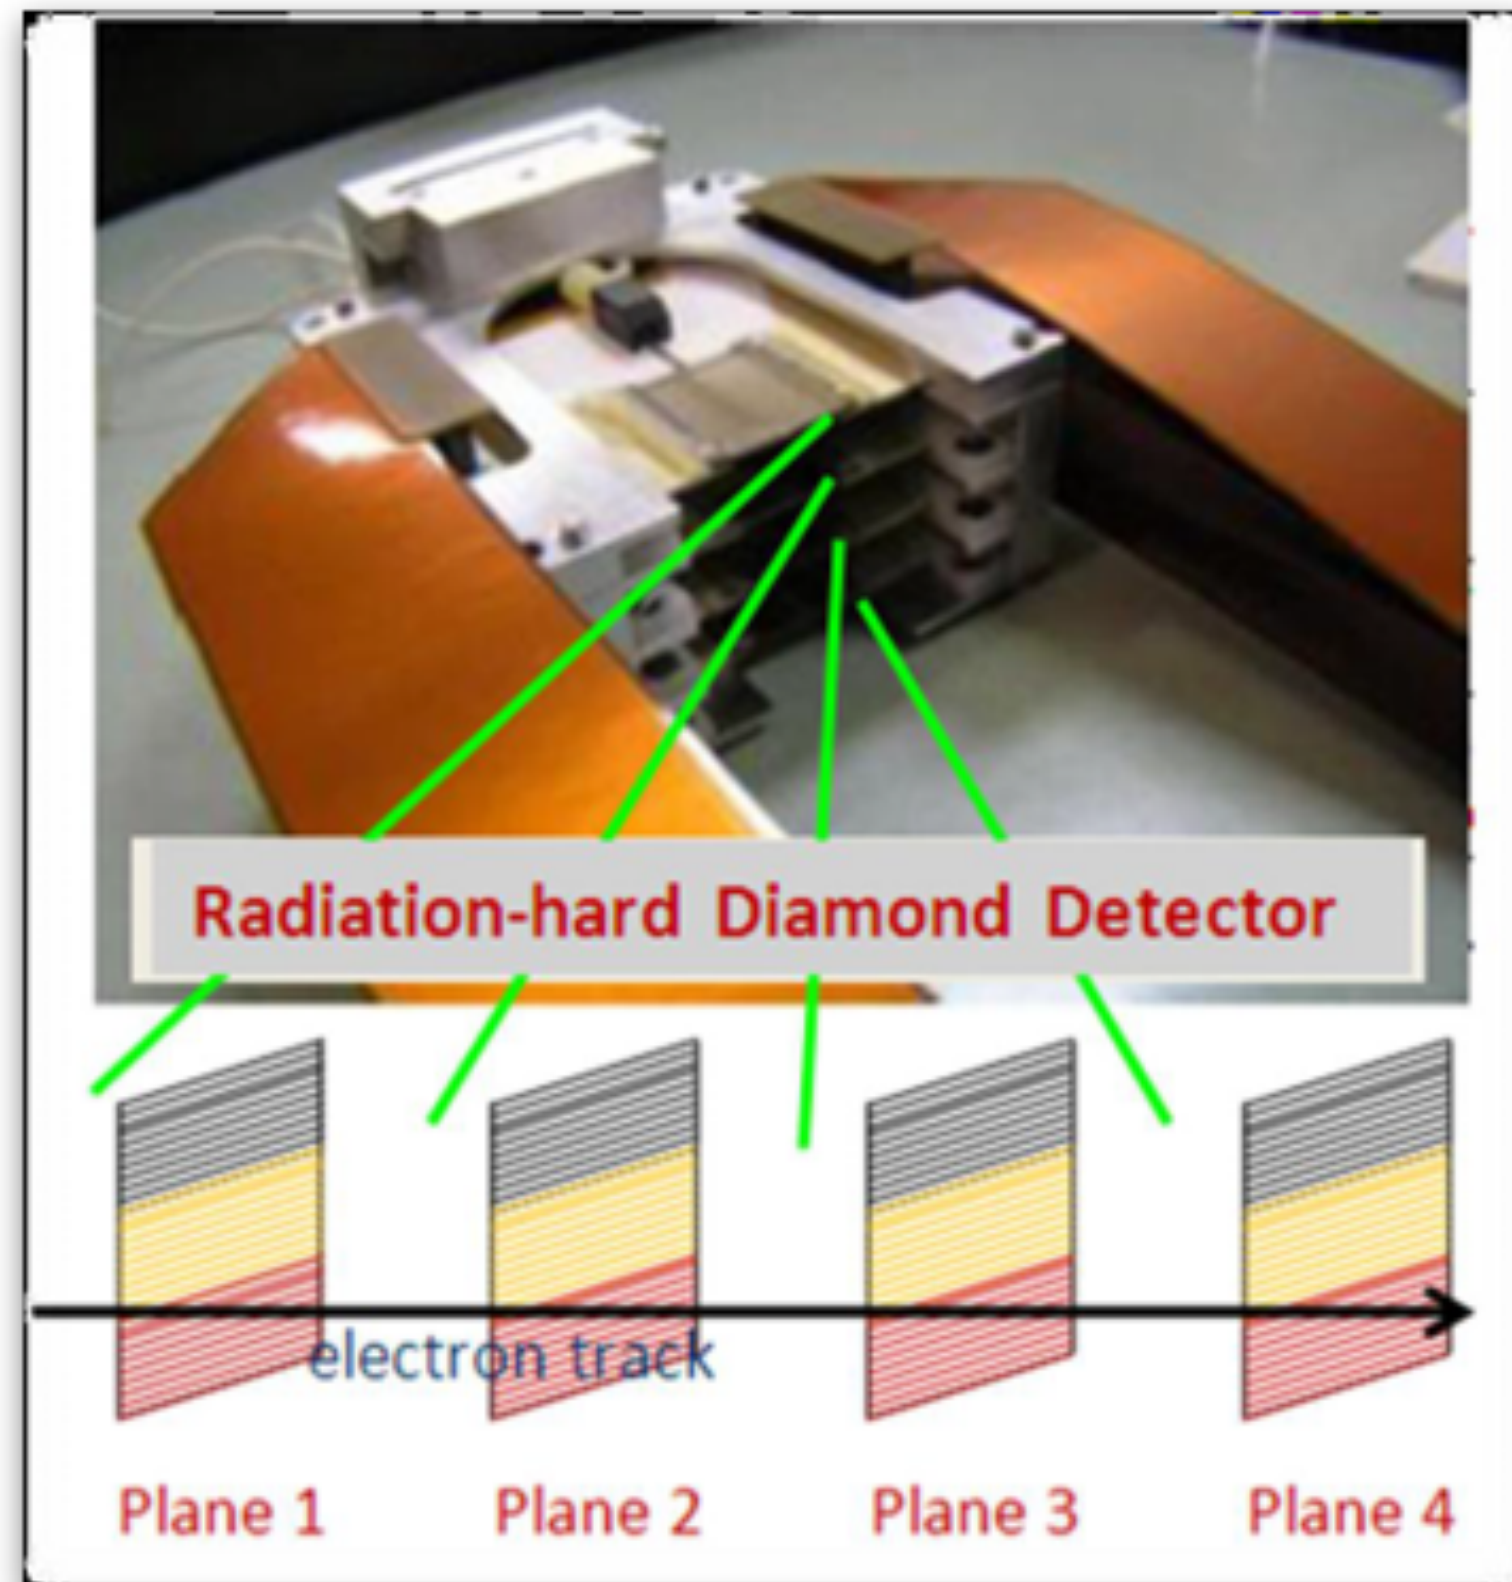 Radiation-hard Diamond Detector
electron track
Plane 1 Plane 2 Plane 3 Plane 4